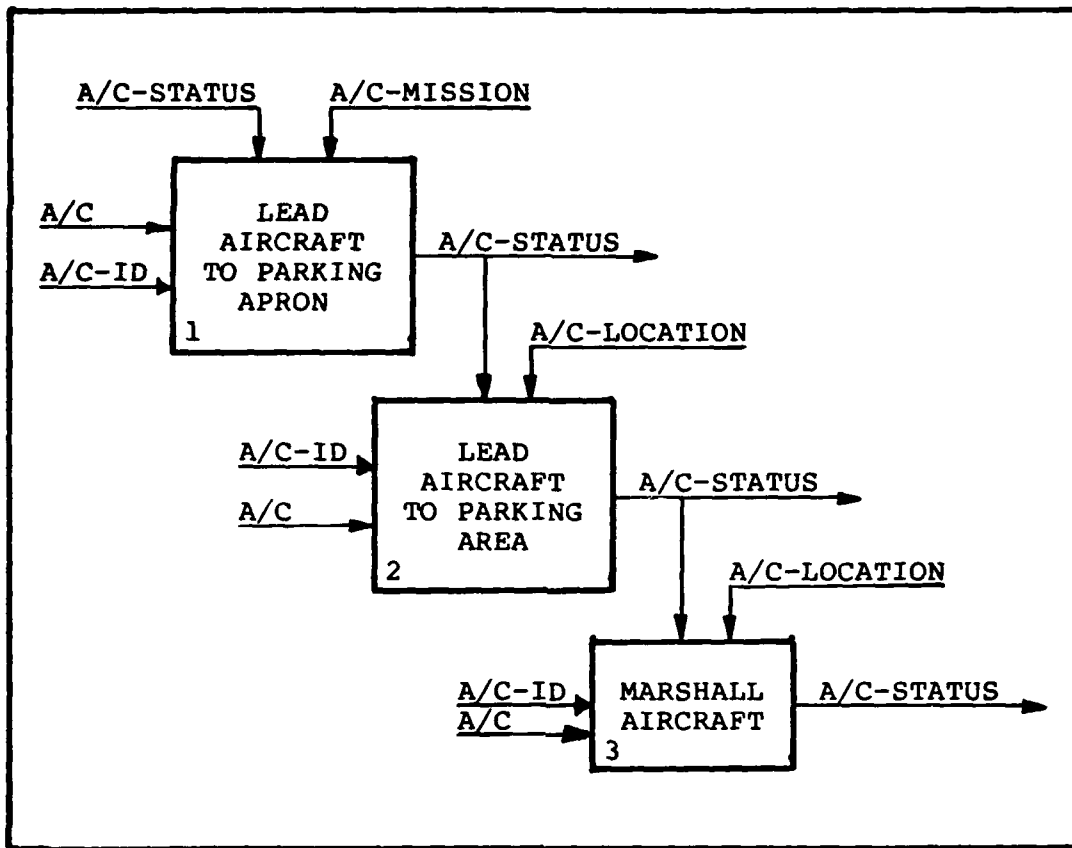 A/C-STATUS
A/C-MISSION
A/C
A/C-ID
LEAD
AIRCRAFT
TO PARKING
APRON
1
A/C-STATUS
A/C-LOCATION
A/C-ID
A/C
LEAD
AIRCRAFT
TO PARKING
AREA
2
A/C-STATUS
A/C-LOCATION
A/C-ID
A/C
MARSHALL
AIRCRAFT
3
A/C-STATUS